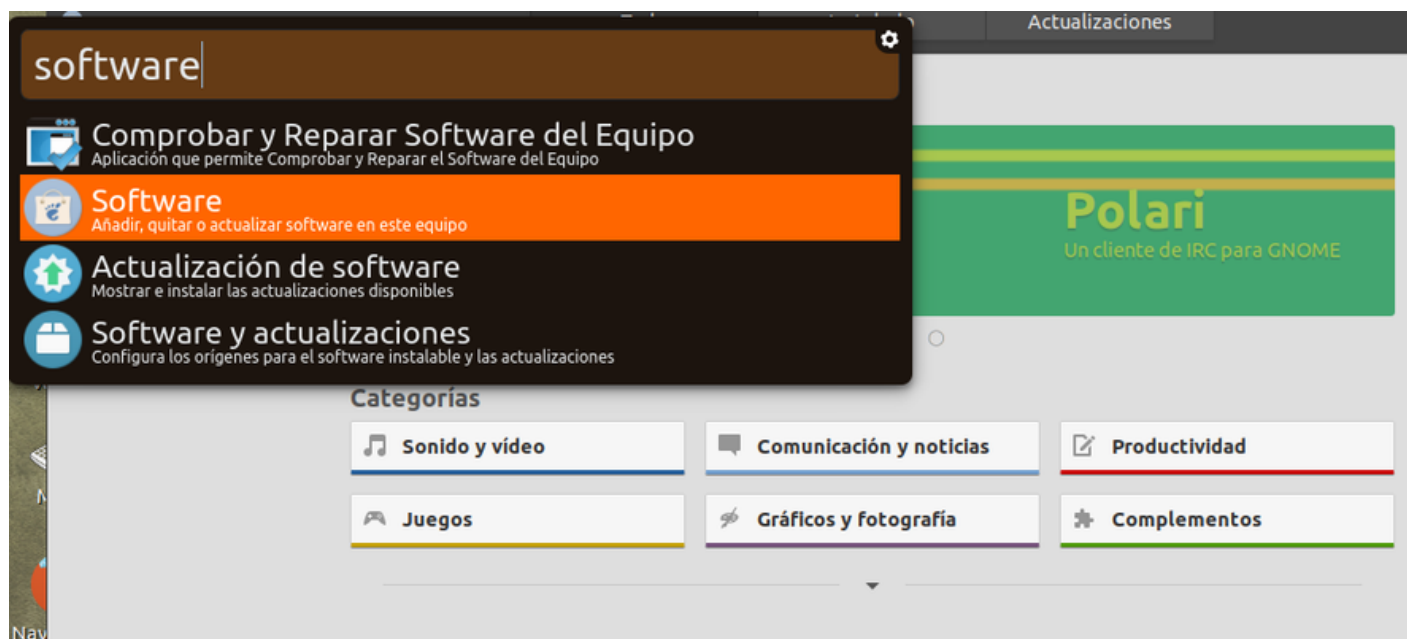 Actualizaciones
software
Comprobar y Reparar Software del Equipo
Aplicación que permite Comprobar y Reparar el Software del Equipo
Software
Añadir, quitar o actualizar software en este equipo
Actualización de software
Mostrar e instalar las actualizaciones disponibles
Software y actualizaciones
Configura los orígenes para el software instalable y las actualizaciones
Polari
Un cliente de IRC para GNOME
Categorías
Sonido y vídeo
Comunicación y noticias
Productividad
Juegos
Gráficos y fotografía
Complementos
Nav